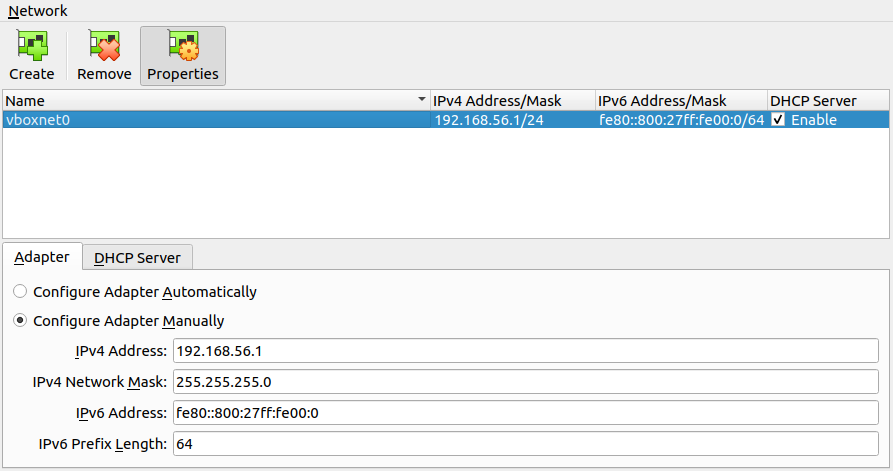 Network
Create Remove Properties
Name IPv4 Address/Mask IPv6 Address/Mask DHCP Server
vboxnet0 192.168.56.1/24 fe80::800:27ff:fe00:0/64 Enable
Adapter DHCP Server
Configure Adapter Automatically
Configure Adapter Manually
IPv4 Address: 192.168.56.1
IPv4 Network Mask: 255.255.255.0
IPv6 Address: fe80::800:27ff:fe00:0
IPv6 Prefix Length: 64